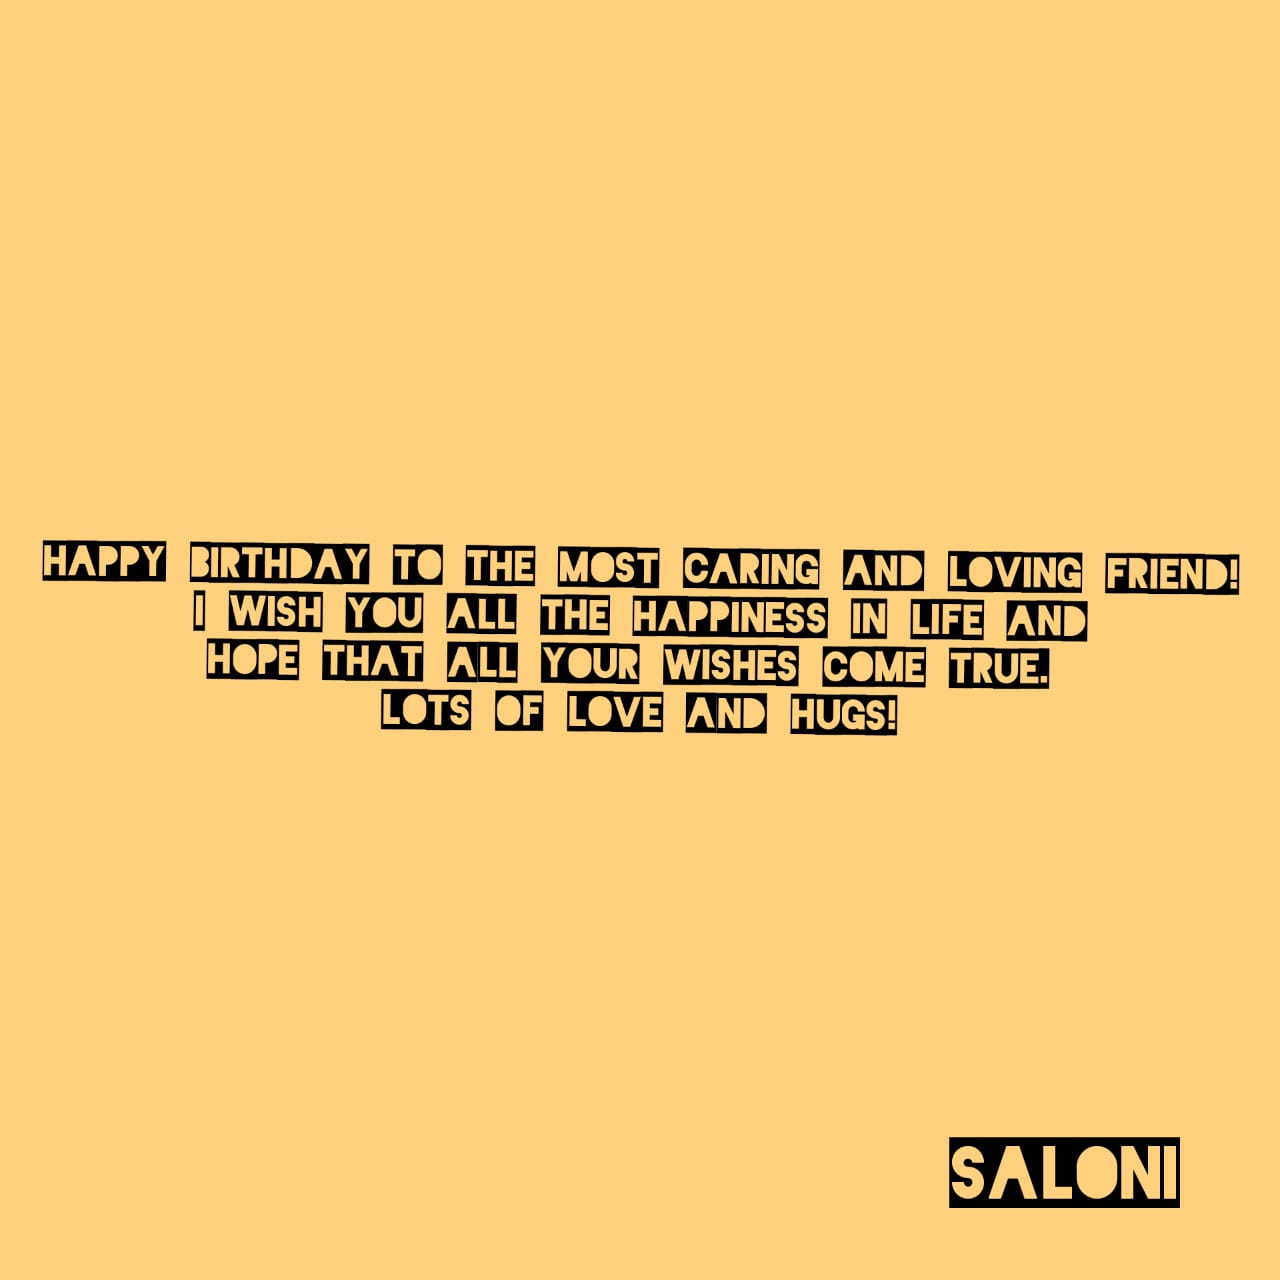 HAPPY BIRTHDAY TO THE MOST CARING AND LOVING FRIEND!
I WISH YOU ALL THE HAPPINESS IN LIFE AND
HOPE THAT ALL YOUR WISHES COME TRUE.
LOTS OF LOVE AND HUGS!
SALONI